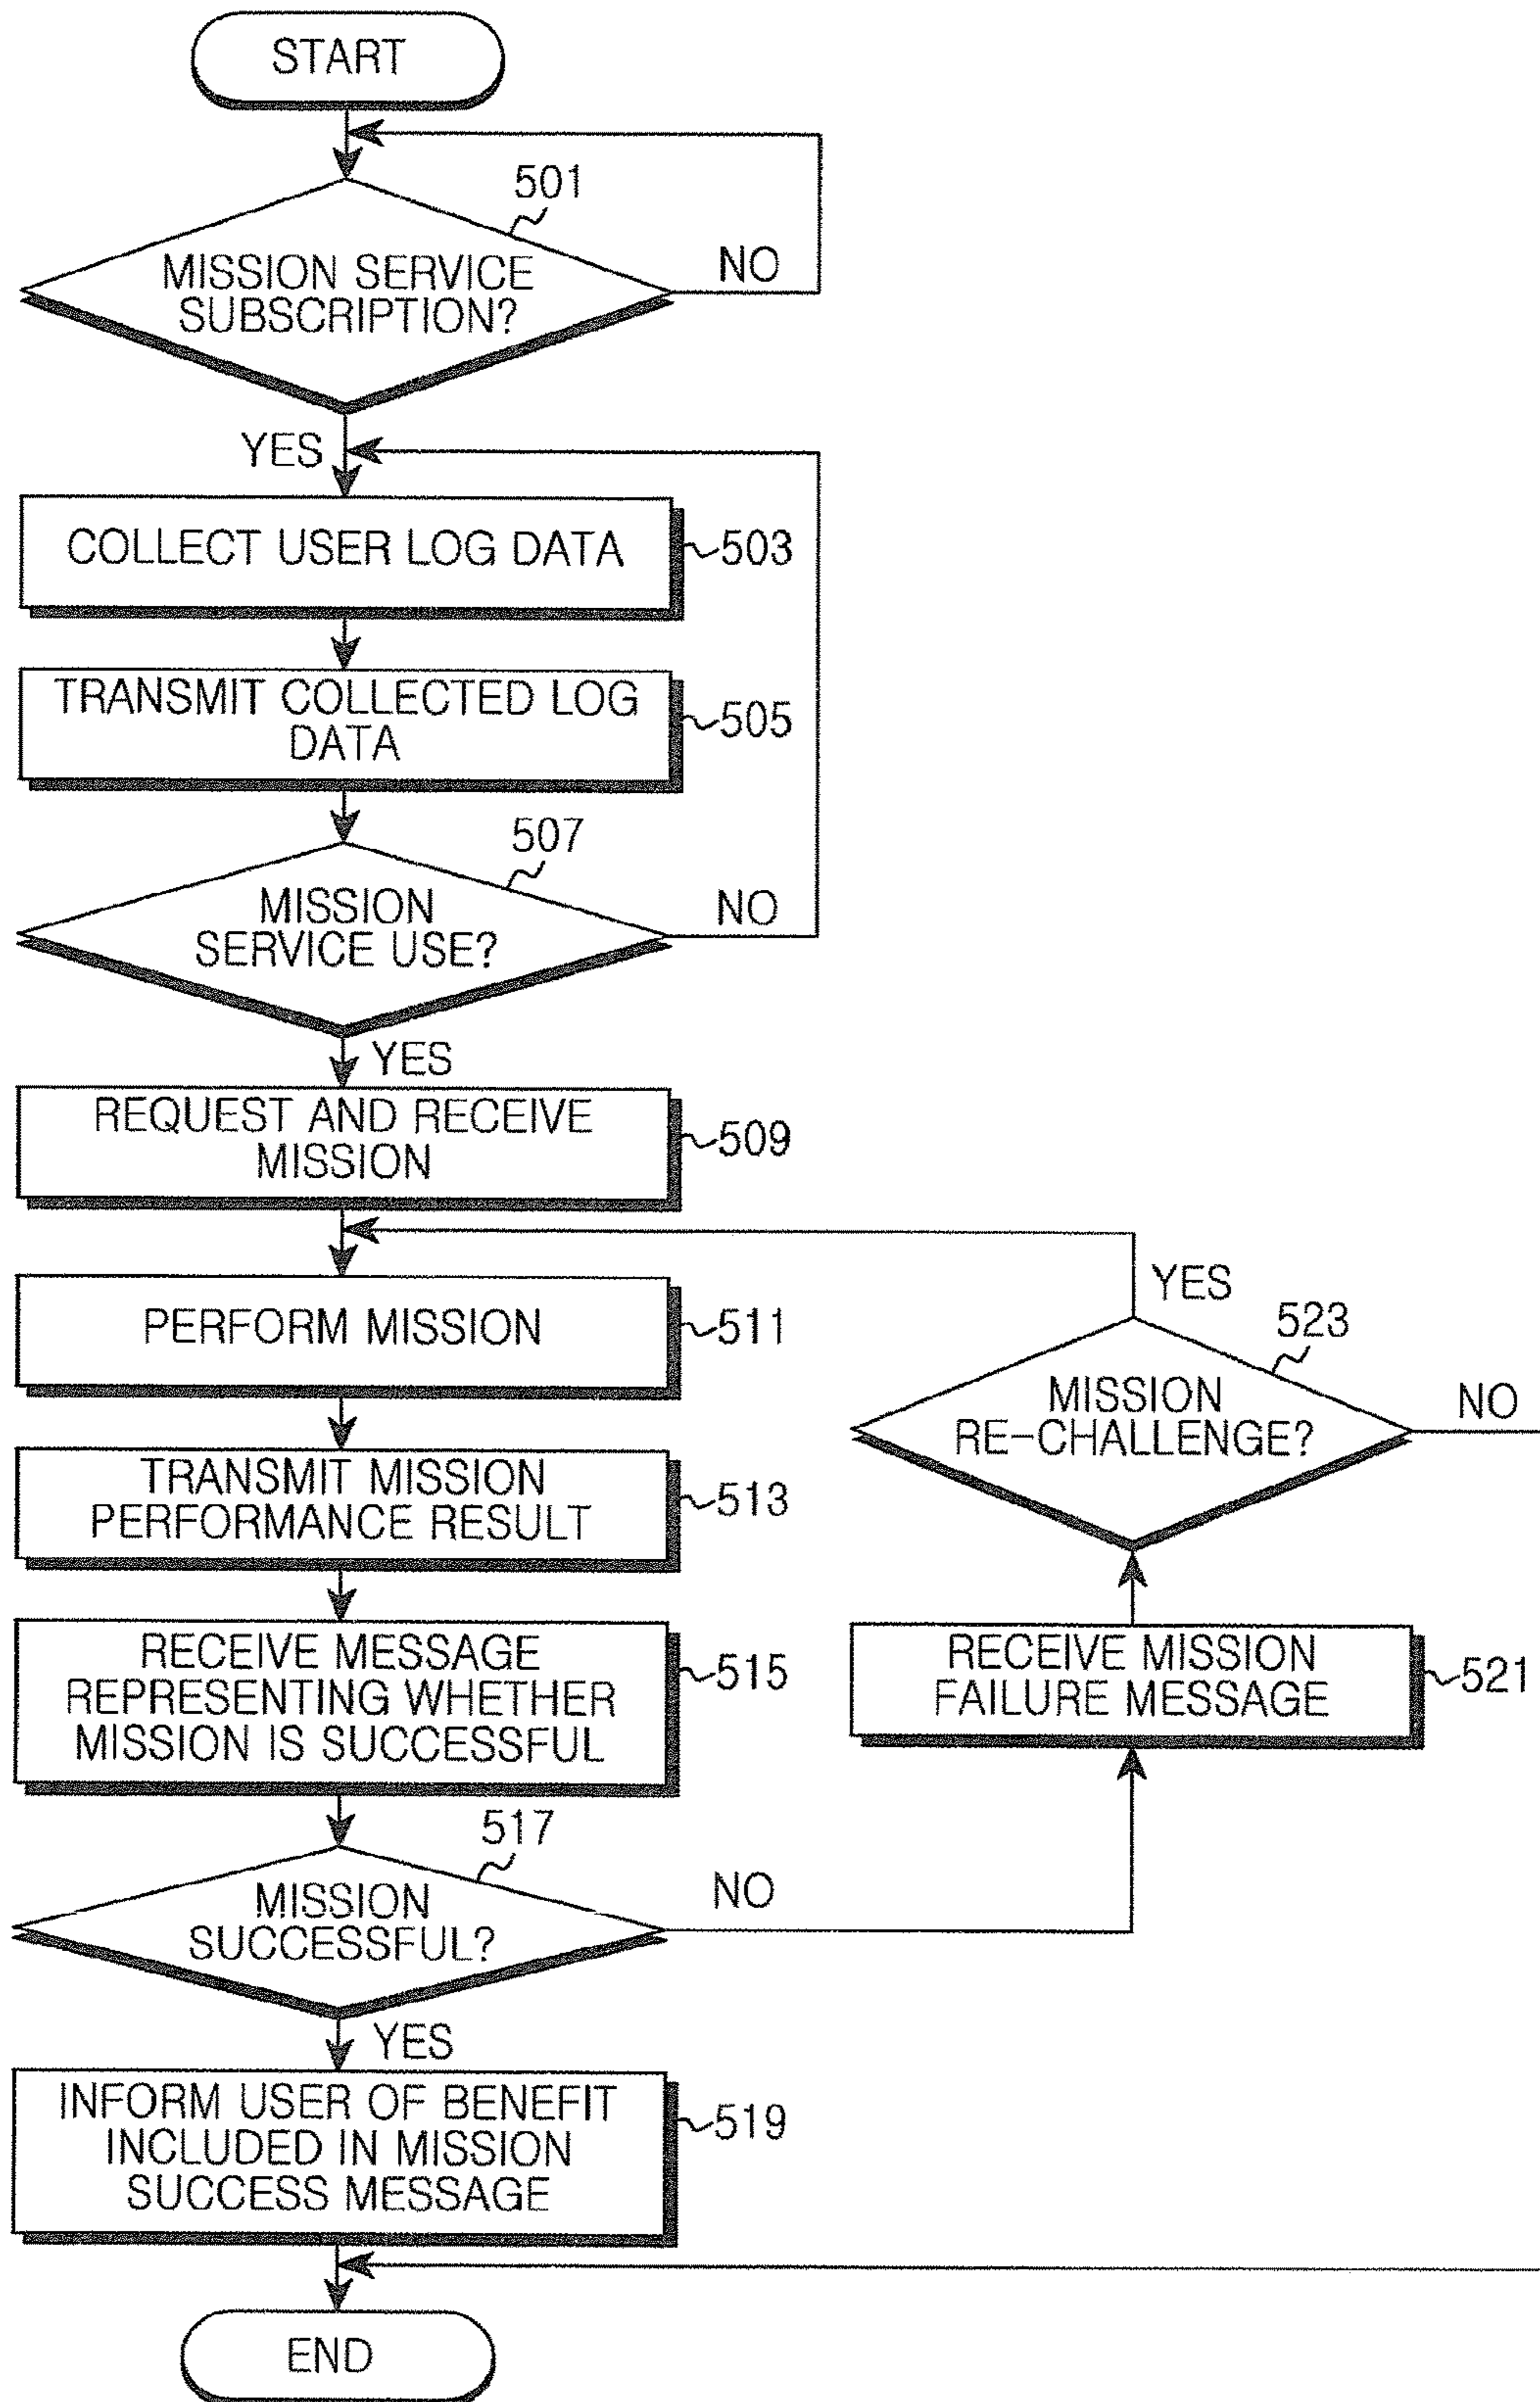 START
501
MISSION SERVICE
SUBSCRIPTION?
NO
YES
COLLECT USER LOG DATA
503
TRANSMIT COLLECTED LOG
DATA
505
507
MISSION
SERVICE USE?
NO
YES
REQUEST AND RECEIVE
MISSION
509
PERFORM MISSION
511
TRANSMIT MISSION
PERFORMANCE RESULT
513
RECEIVE MESSAGE
REPRESENTING WHETHER
MISSION IS SUCCESSFUL
515
517
MISSION
SUCCESSFUL?
NO
RECEIVE MISSION
FAILURE MESSAGE
521
523
MISSION
RE-CHALLENGE?
YES
NO
YES
INFORM USER OF BENEFIT
INCLUDED IN MISSION
SUCCESS MESSAGE
519
END